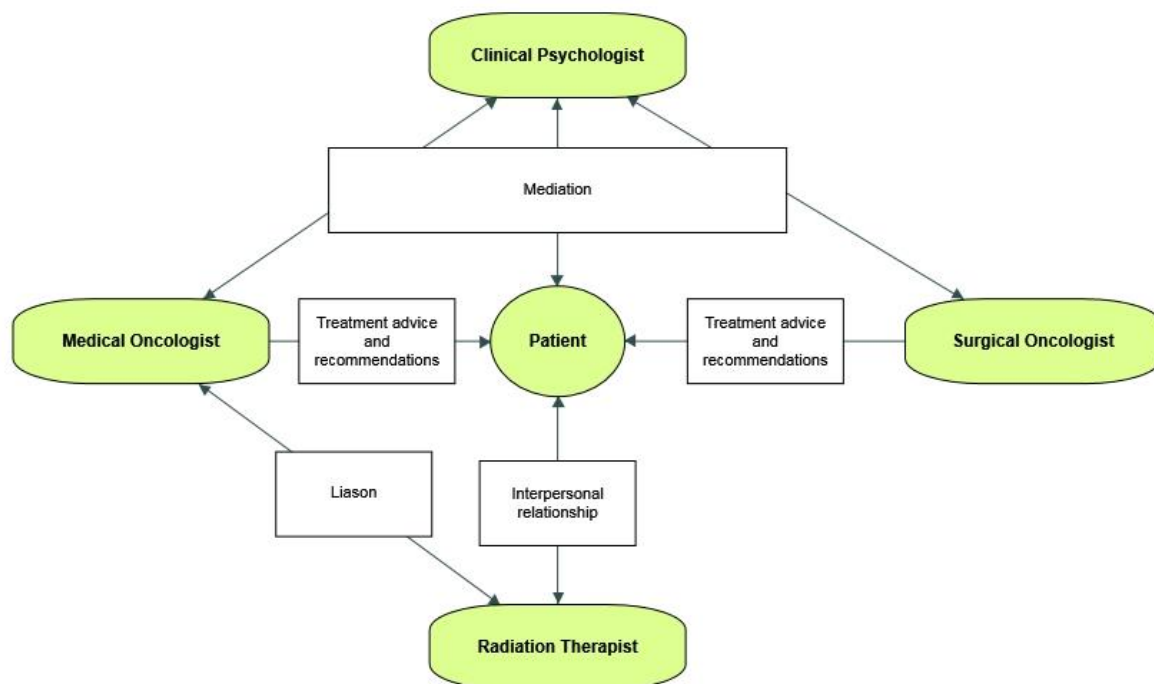 Clinical Psychologist
Mediation
Medical Oncologist
Treatment advice
and
recommendations
Patient
Treatment advice
and
recommendations
Surgical Oncologist
Liason
Interpersonal
relationship
Radiation Therapist